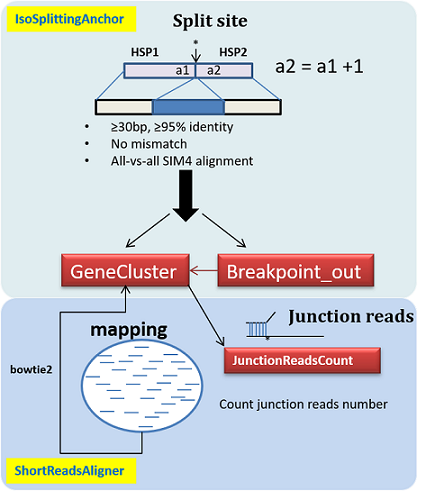 IsoSplittingAnchor
Split site
*
HSP1 HSP2
a1 a2
a2 = a1 +1
• ≥30bp, ≥95% identity
• No mismatch
• All-vs-all SIM4 alignment
GeneCluster
Breakpoint_out
mapping
Junction reads
*
bowtie2
JunctionReadsCount
Count junction reads number
ShortReadsAligner